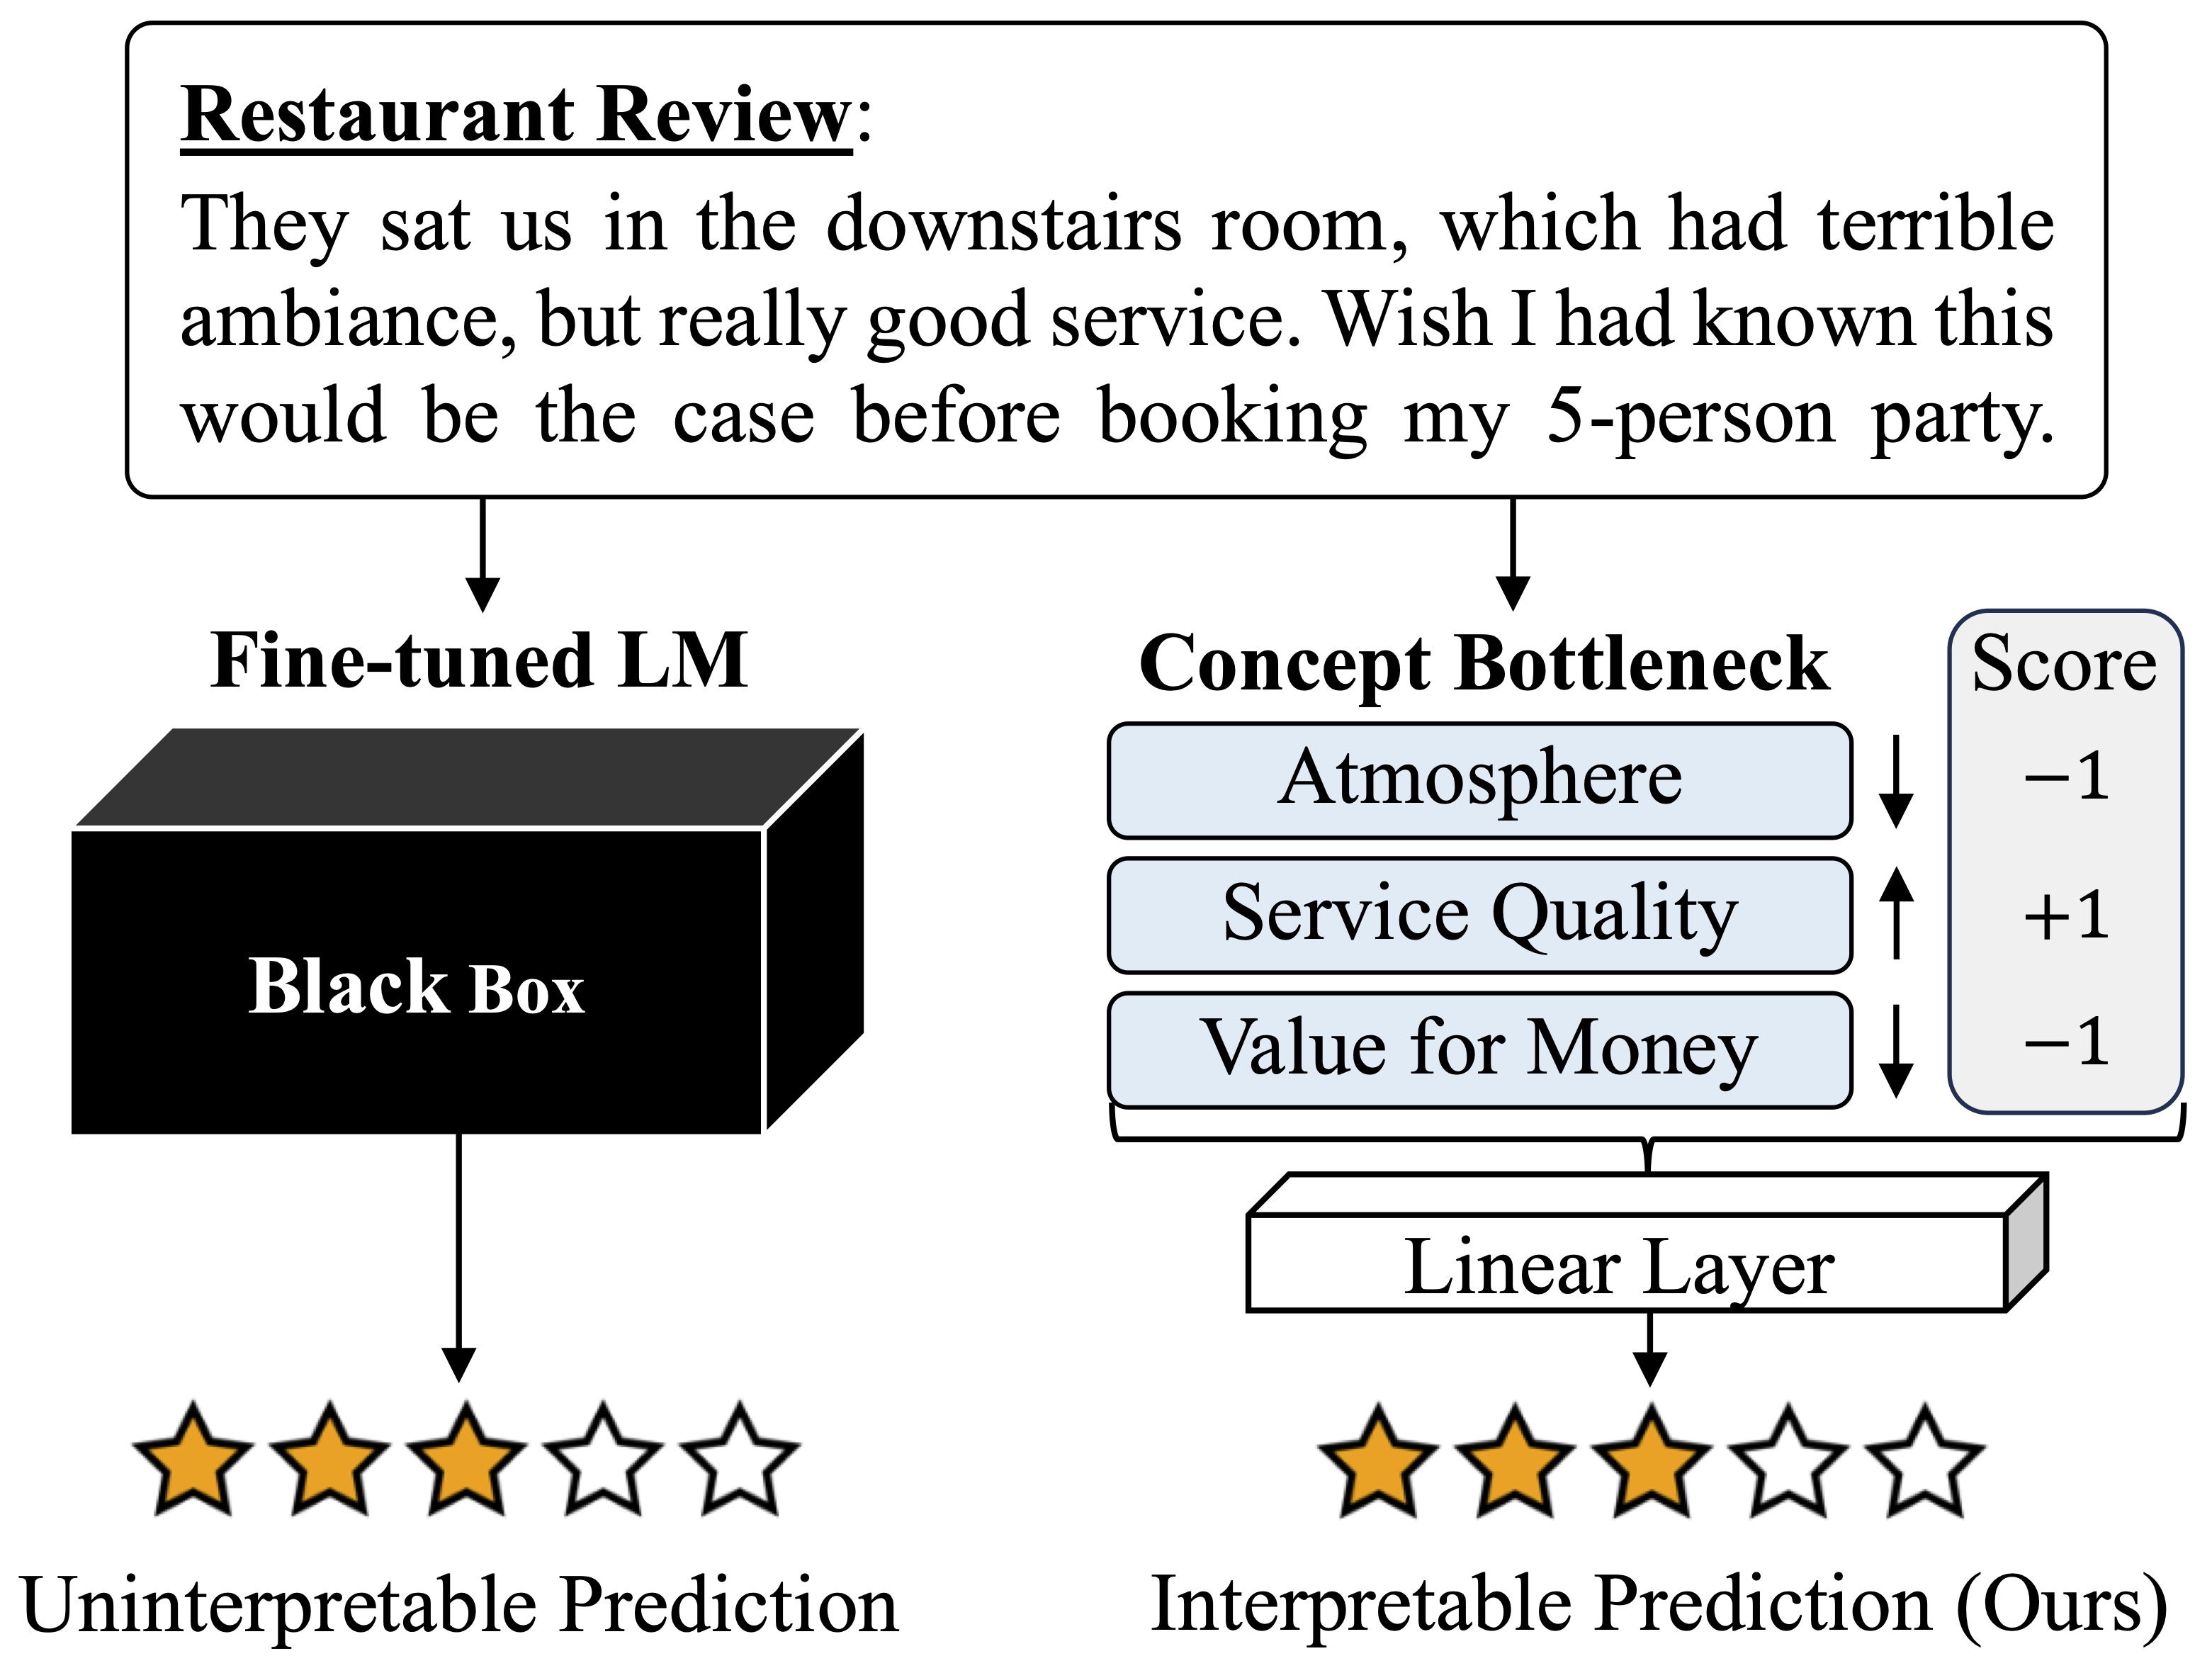 Restaurant Review:
They sat us in the downstairs room, which had terrible
ambiance, but really good service. Wish I had known this
would be the case before booking my 5-person party.
Fine-tuned LM
Black Box
Uninterpretable Prediction
Concept Bottleneck
Score
Atmosphere
−1
Service Quality
+1
Value for Money
−1
Linear Layer
Interpretable Prediction (Ours)